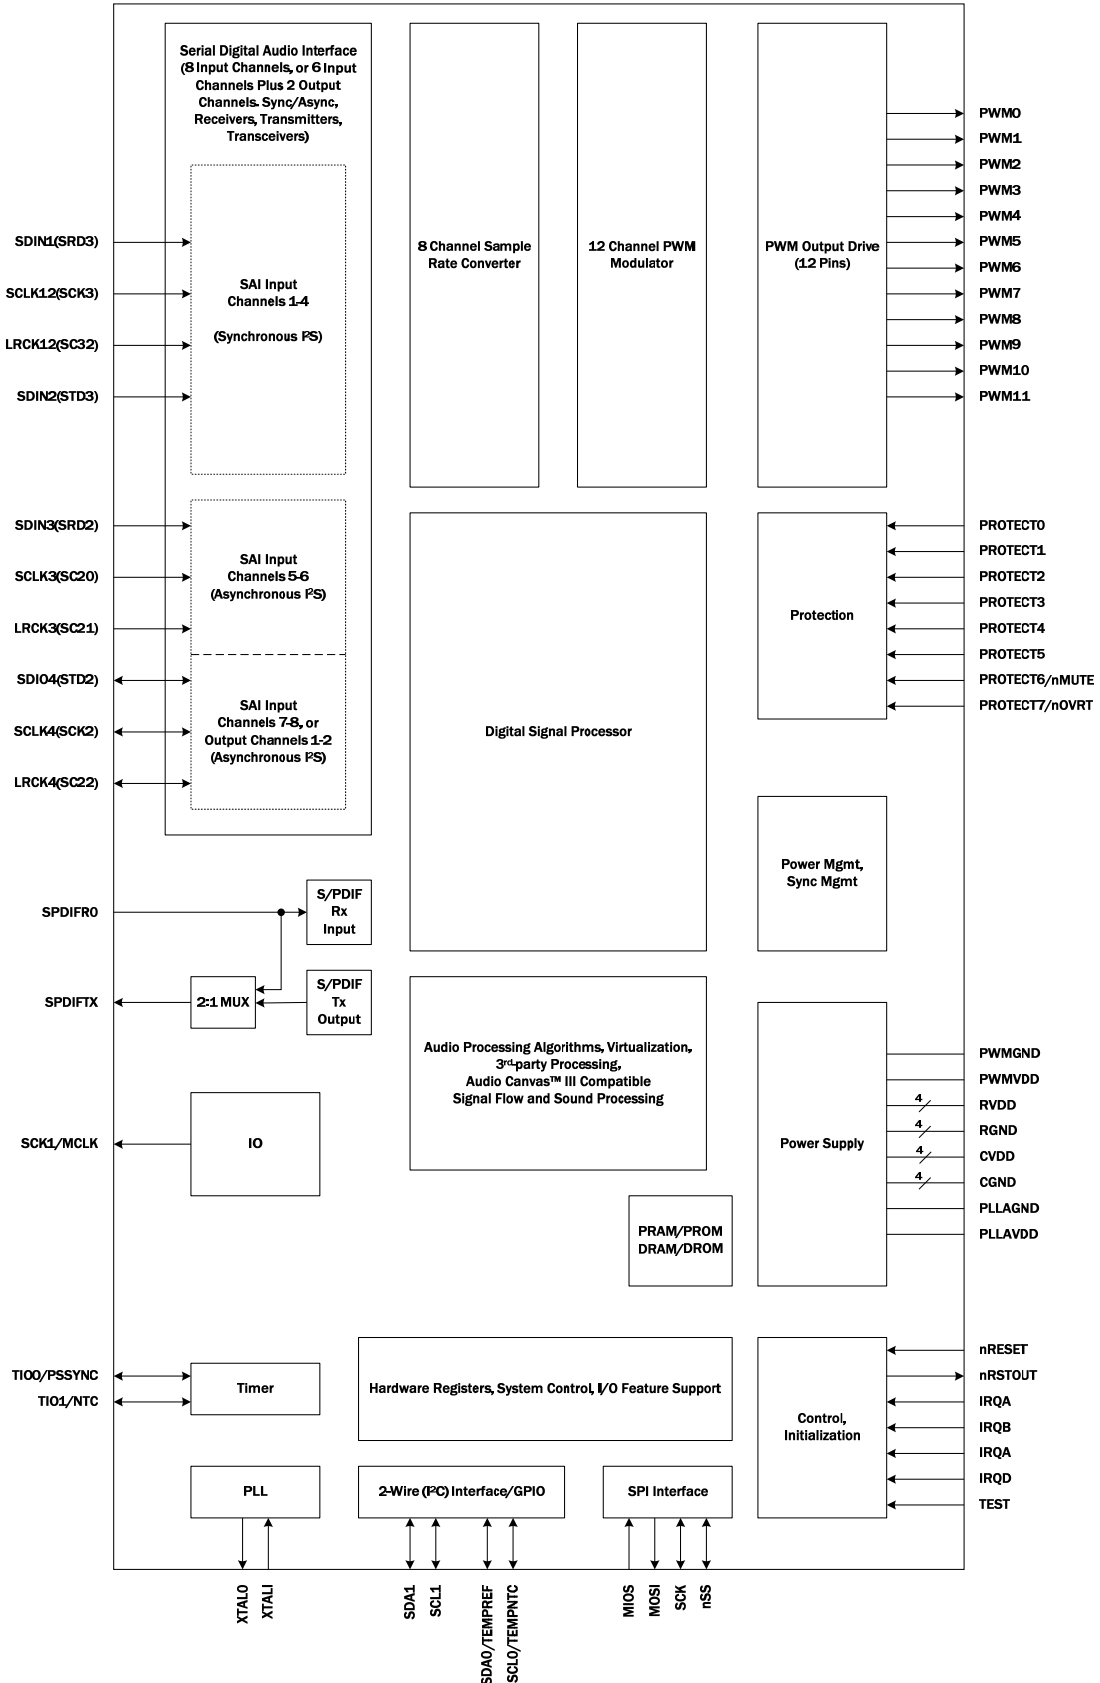 Serial Digital Audio Interface
(8 Input Channels, or 6 Input
Channels Plus 2 Output
Channels. Sync/Async,
Receivers, Transmitters,
Transceivers)
SDIN1(SRD3)
SCLK12(SCK3)
LRCK12(SC32)
SDIN2(STD3)
SAI Input
Channels 1-4
(Synchronous I²S)
8 Channel Sample
Rate Converter
12 Channel PWM
Modulator
PWM Output Drive
(12 Pins)
PWM0
PWM1
PWM2
PWM3
PWM4
PWM5
PWM6
PWM7
PWM8
PWM9
PWM10
PWM11
SDIN3(SRD2)
SCLK3(SC20)
LRCK3(SC21)
SDIO4(STD2)
SCLK4(SCK2)
LRCK4(SC22)
SAI Input
Channels 5-6
(Asynchronous I²S)
SAI Input
Channels 7-8, or
Output Channels 1-2
(Asynchronous I²S)
Digital Signal Processor
Protection
PROTECT0
PROTECT1
PROTECT2
PROTECT3
PROTECT4
PROTECT5
PROTECT6/nMUTE
PROTECT7/nOVRT
Power Mgmt,
Sync Mgmt
SPDIFR0
S/PDIF
Rx
Input
SPDIFTX
2:1 MUX
S/PDIF
Tx
Output
Audio Processing Algorithms, Virtualization,
3rd-party Processing,
Audio Canvas™ III Compatible
Signal Flow and Sound Processing
SCK1/MCLK
IO
Power Supply
PWMGND
PWMVDD
4
RVDD
4
RGND
4
CVDD
4
CGND
PLLAGND
PLLAVDD
PRAM/PROM
DRAM/DROM
TIO0/PSSYNC
TIO1/NTC
Timer
Hardware Registers, System Control, I/O Feature Support
Control,
Initialization
nRESET
nRSTOUT
IRQA
IRQB
IRQA
IRQD
TEST
PLL
2-Wire (I²C) Interface/GPIO
SPI Interface
XTALO
XTALI
SDA1
SCL1
SDA0/TEMPREF
SCL0/TEMPNTC
MIOS
MOSI
SCK
nSS